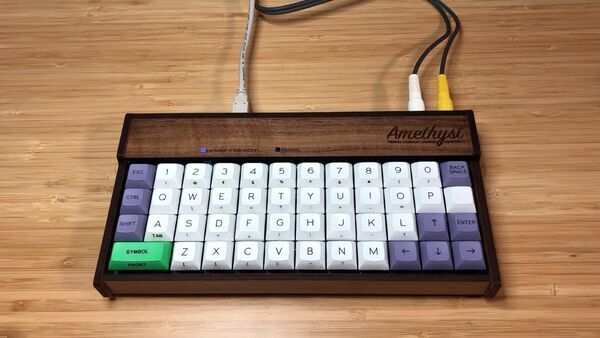 Amethyst
power indicator
ESC 1 2 3 4 5 6 7 8 9 0 BACK SPACE
CTRL Q W E R T Y U I O P
SHIFT A S D F G H J K L ↑ ENTER
TAB
SYMBOL Z X C V B N M ← ↓ →
FRONT